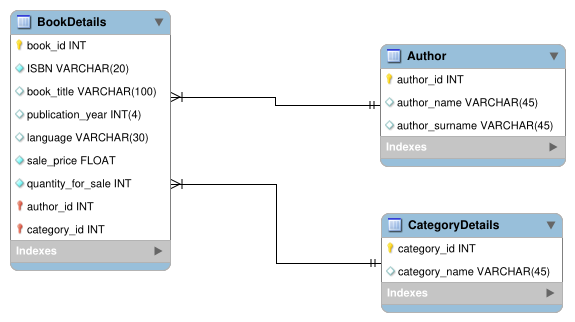 BookDetails
book_id INT
ISBN VARCHAR(20)
book_title VARCHAR(100)
publication_year INT(4)
language VARCHAR(30)
sale_price FLOAT
quantity_for_sale INT
author_id INT
category_id INT
Indexes
Author
author_id INT
author_name VARCHAR(45)
author_surname VARCHAR(45)
Indexes
CategoryDetails
category_id INT
category_name VARCHAR(45)
Indexes